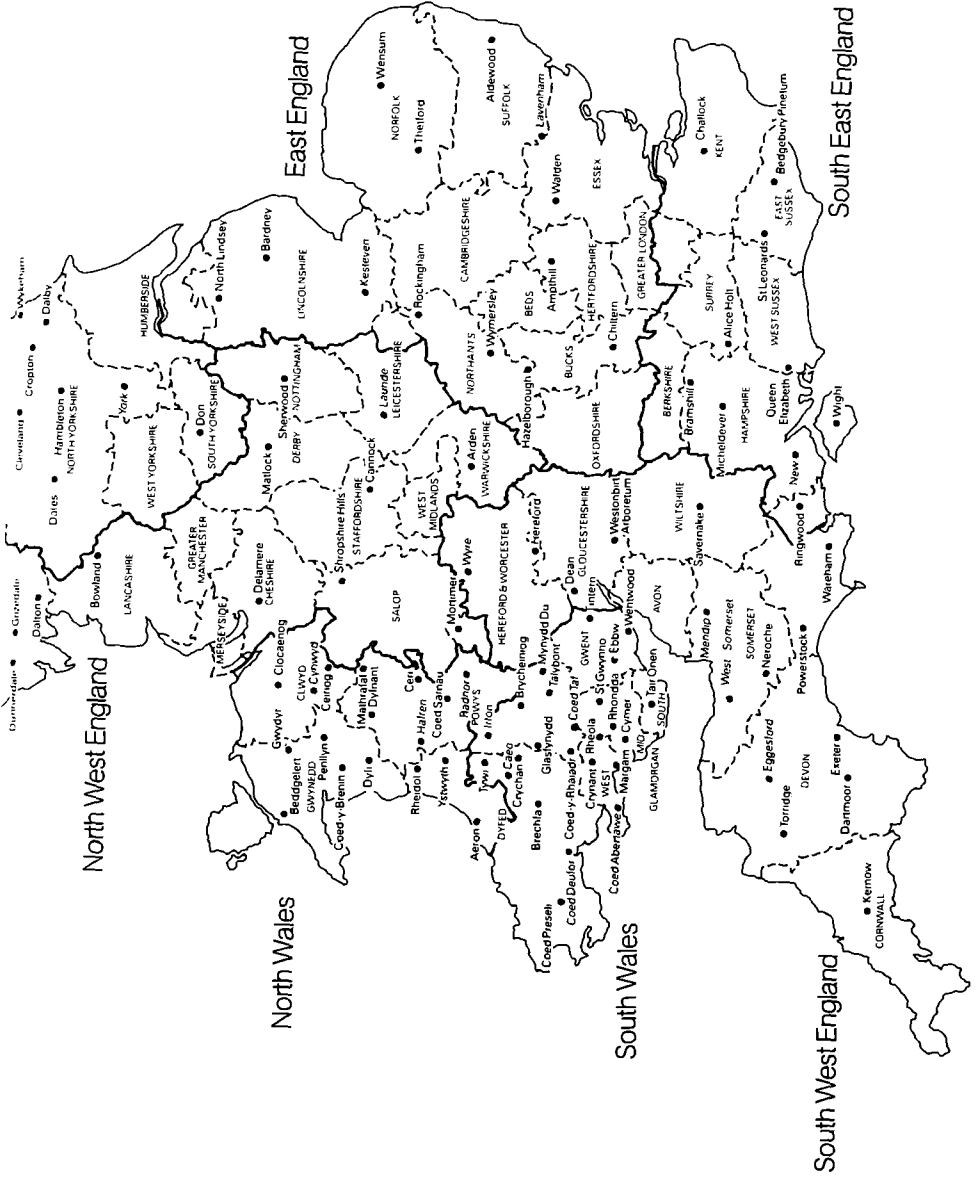 North West England
Grizedale
Dalton
Bowland
LANCASHIRE
GREATER
MANCHESTER
MERSEYSIDE
Delamere
CHESHIRE
Cleveland
Cropton
Wykeham
Dalby
Dales
Hambleton
NORTH YORKSHIRE
York
WEST YORKSHIRE
HUMBERSIDE
Don
SOUTH YORKSHIRE
East England
North Lindsey
Bardney
LINCOLNSHIRE
Kesteven
Matlock
Sherwood
DERBY
NOTTINGHAM
Launde
LEICESTERSHIRE
Cannock
STAFFORDSHIRE
Shropshire Hills
SALOP
WEST
MIDLANDS
Arden
WARWICKSHIRE
Mortimer
Wyre
HEREFORD & WORCESTER
Hereford
Rockingham
NORTHANTS
Wymersley
Hazelborough
CAMBRIDGESHIRE
NORFOLK
Wensum
Thetford
Aldewood
SUFFOLK
Lavenham
Walden
ESSEX
BEDS
Ampthill
BUCKS
HERTFORDSHIRE
Chiltern
GREATER LONDON
OXFORDSHIRE
North Wales
Clocaenog
CLWYD
Cynwyd
Ceiriog
Gwydyr
Beddgelert
GWYNEDD
Penllyn
Coed-y-Brenin
Mathrafal
Dyfnant
Dyfi
Ceri
Hafren
Coed Sarnau
Rheidol
Ystwyth
Radnor
POWYS
Irfon
South Wales
Aeron
DYFED
Tywi
Caeo
Crychan
Brechfa
Brycheiniog
Mynydd Du
Talybont
Glasfynydd
Coed Taf
Coed-y-Rhaiadr
Coed Deufor
Coed Preseli
Coed Abertawe
Crynant
Rheola
St Gwynno
Rhondda
Cymer
Margam
Ebbw
GWENT
Tintern
Wentwood
Tair Onen
WEST
MID
SOUTH
GLAMORGAN
Dean
GLOUCESTERSHIRE
Westonbirt
Arboretum
AVON
WILTSHIRE
Savernake
Mendip
West Somerset
SOMERSET
Neroche
Powerstock
Wareham
Ringwood
New
Eggesford
Torridge
DEVON
Exeter
Dartmoor
Kernow
CORNWALL
South West England
BERKSHIRE
Bramshill
Micheldever
HAMPSHIRE
Queen
Elizabeth
Wight
Alice Holt
SURREY
WEST SUSSEX
St Leonards
EAST
SUSSEX
Bedgebury Pinetum
Challock
KENT
South East England